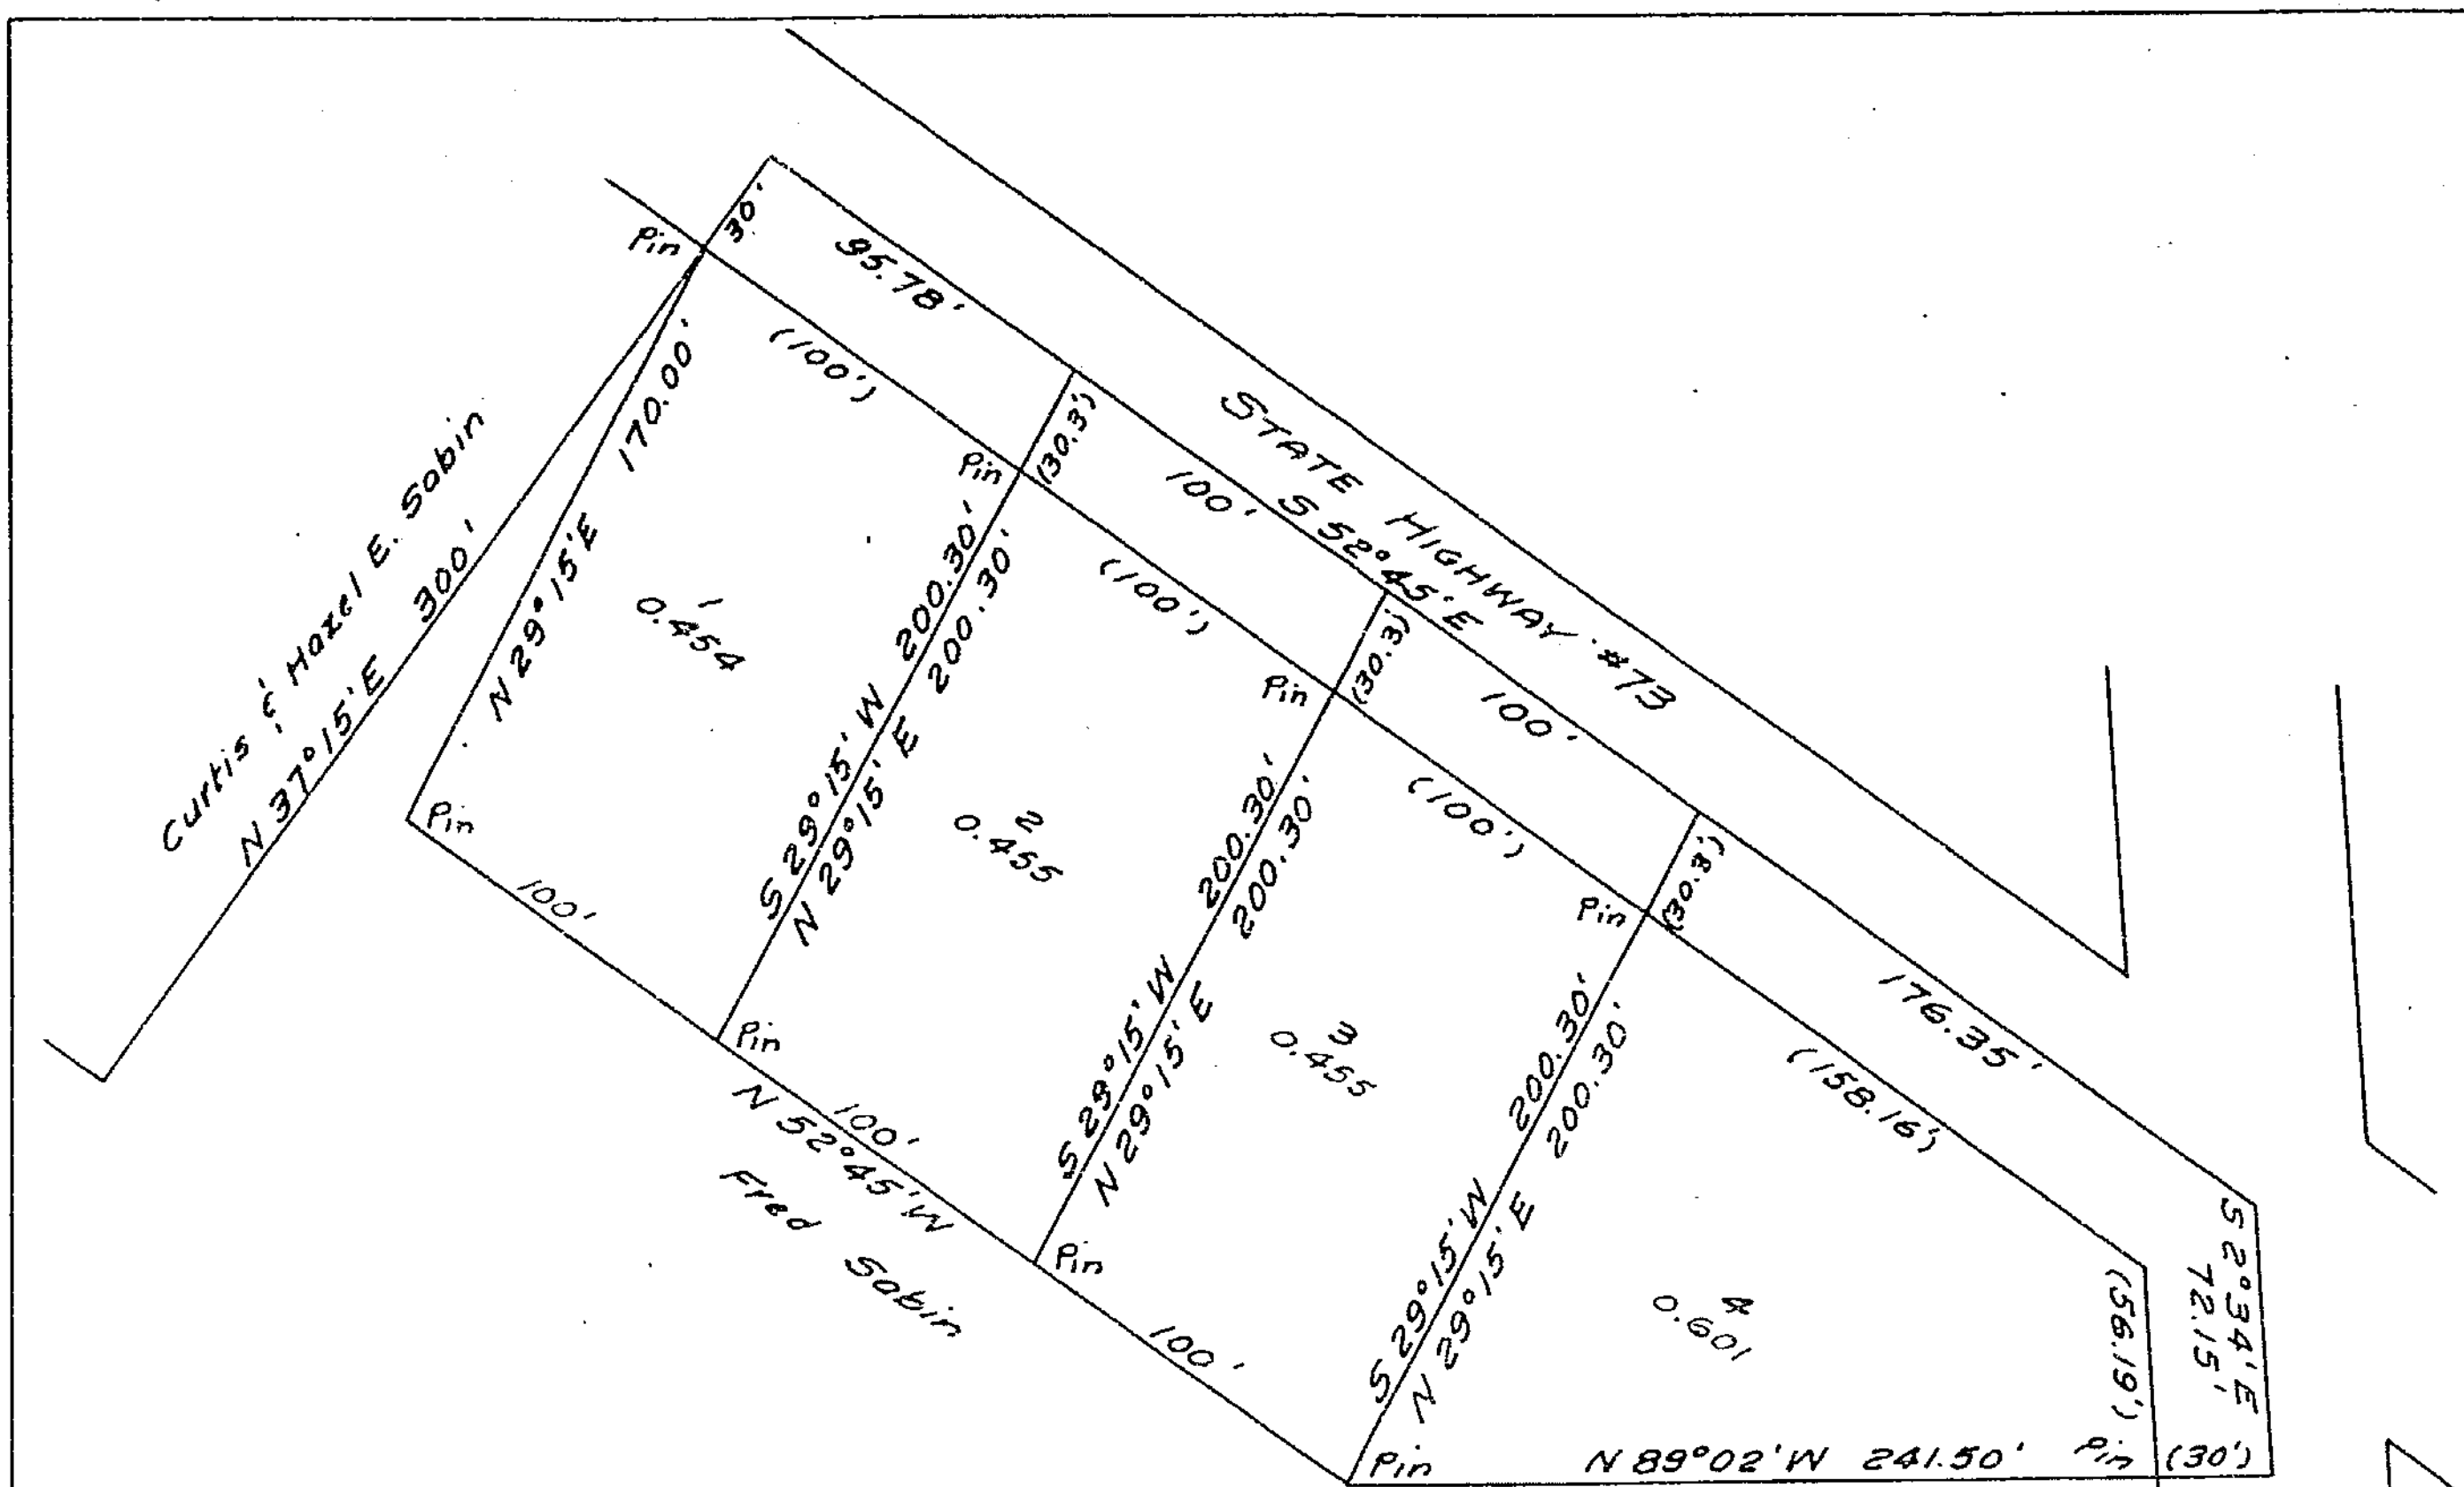 Pin
30'
95.78'
(100')
Curtis & Hazel E. Sabin
N 37°15' E 300'
N 29°15' E 170.00'
1
0.454
Pin
100'
Pin
(30.3')
S 29°15' W 200.30'
N 29°15' E 200.30'
Pin
STATE HIGHWAY #73
S 52°45' E
100'
(100')
2
0.455
Pin
(30.3')
S 29°15' W 200.30'
N 29°15' E 200.30'
Pin
100'
N 52°45' W
Fred Sabin
100'
(100')
3
0.455
Pin
(30.3')
S 29°15' W 200.30'
N 29°15' E 200.30'
Pin
100'
176.35'
(158.16')
4
0.601
S 2°34' E
72.15'
(56.19')
N 89°02' W 241.50'
Pin
(30')